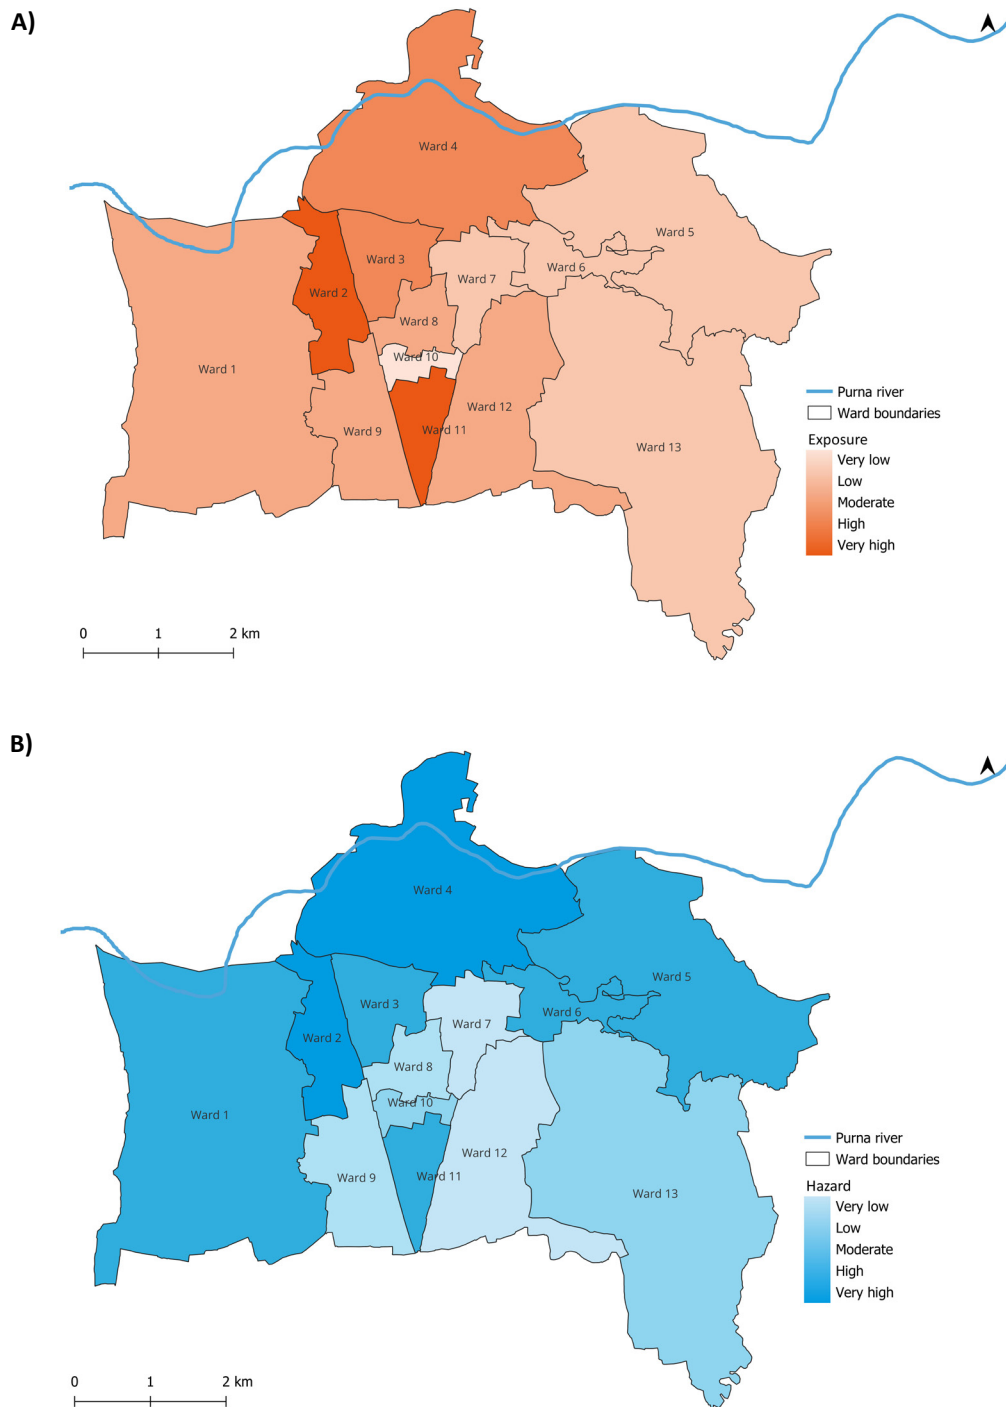 A)
Ward 4
Ward 5
Ward 3
Ward 6
Ward 7
Ward 2
Ward 8
Ward 10
Ward 1
Ward 12
Ward 9
Ward 11
Ward 13
Purna river
Ward boundaries
Exposure
Very low
Low
Moderate
High
Very high
0 1 2 km
B)
Ward 4
Ward 5
Ward 3
Ward 6
Ward 7
Ward 2
Ward 8
Ward 10
Ward 1
Ward 12
Ward 9
Ward 11
Ward 13
Purna river
Ward boundaries
Hazard
Very low
Low
Moderate
High
Very high
0 1 2 km